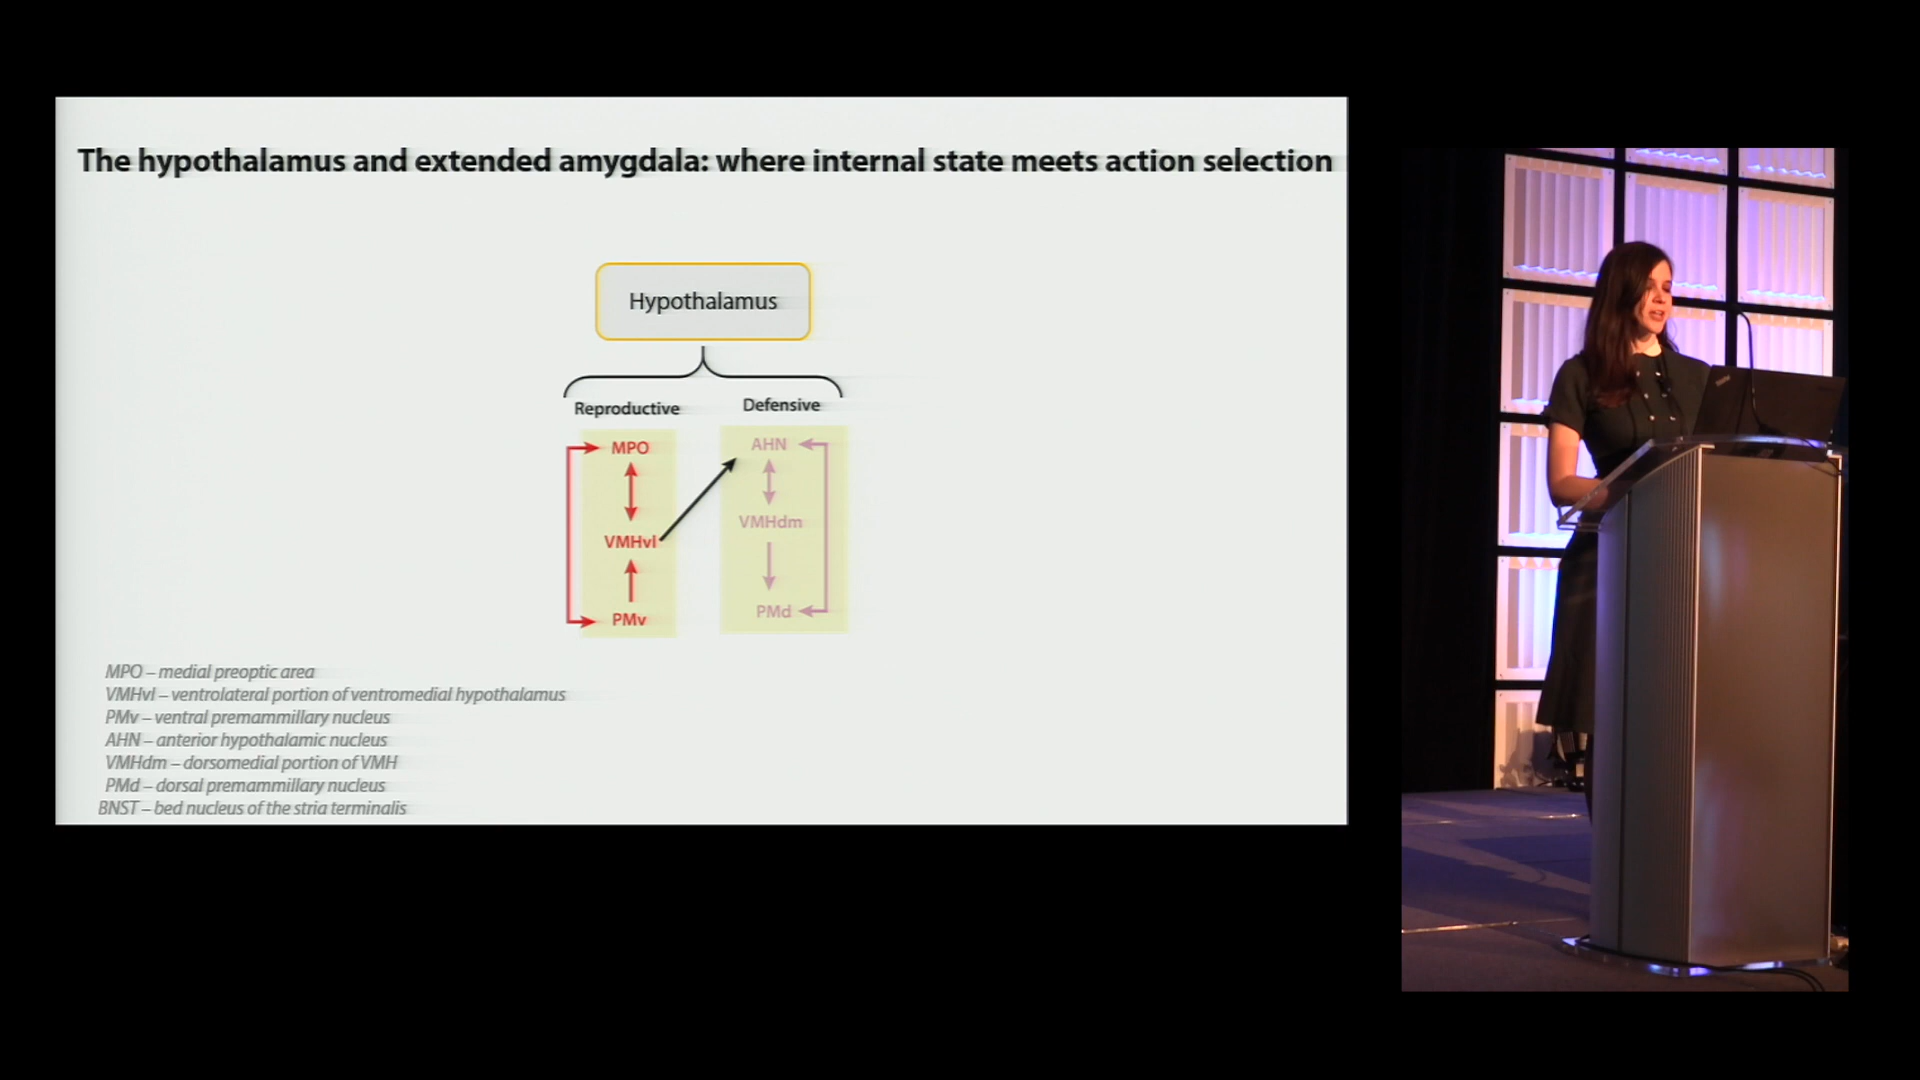 The hypothalamus and extended amygdala: where internal state meets action selection
Hypothalamus
Reproductive
Defensive
MPO
AHN
VMHvl
VMHdm
PMv
PMd
MPO – medial preoptic area
VMHvl – ventrolateral portion of ventromedial hypothalamus
PMv – ventral premammillary nucleus
AHN – anterior hypothalamic nucleus
VMHdm – dorsomedial portion of VMH
PMd – dorsal premammillary nucleus
BNST – bed nucleus of the stria terminalis